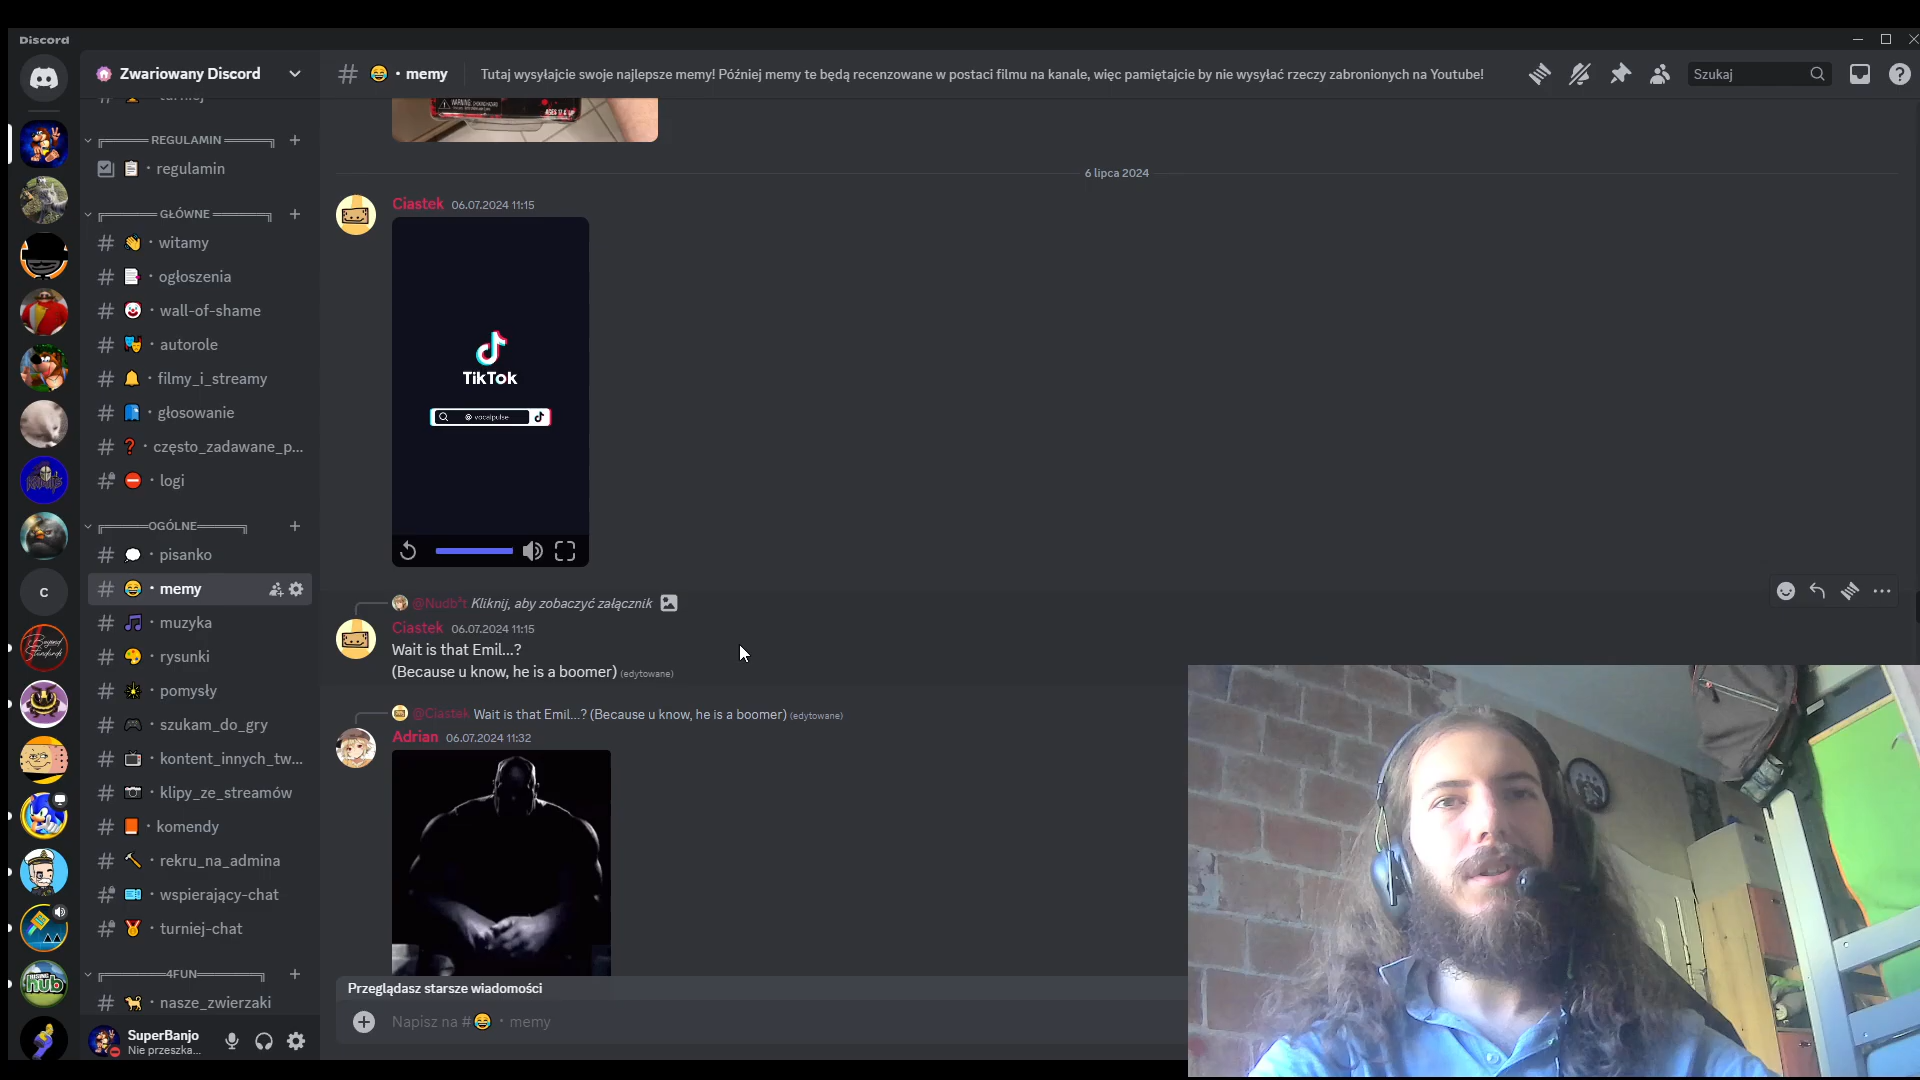 Discord
Zwariowany Discord
turniej
REGULAMIN
regulamin
GŁÓWNE
witamy
ogłoszenia
wall-of-shame
autorole
filmy_i_streamy
głosowanie
często_zadawane_p...
logi
OGÓLNE
pisanko
memy
muzyka
rysunki
pomysły
szukam_do_gry
kontent_innych_tw...
klipy_ze_streamów
komendy
rekru_na_admina
wspierający-chat
turniej-chat
4FUN
nasze_zwierzaki
SuperBanjo
Nie przeszka...
C
memy
Tutaj wysyłajcie swoje najlepsze memy! Później memy te będą recenzowane w postaci filmu na kanale, więc pamiętajcie by nie wysyłać rzeczy zabronionych na Youtube!
Szukaj
WARNING:
AGES 17 & UP
6 lipca 2024
Ciastek 06.07.2024 11:15
TikTok
@ vocalpulse
Kliknij, aby zobaczyć załącznik
Ciastek 06.07.2024 11:15
Wait is that Emil...?
(Because u know, he is a boomer) (edytowane)
@Ciastek Wait is that Emil...? (Because u know, he is a boomer) (edytowane)
Adrian 06.07.2024 11:32
Przeglądasz starsze wiadomości
Napisz na # memy